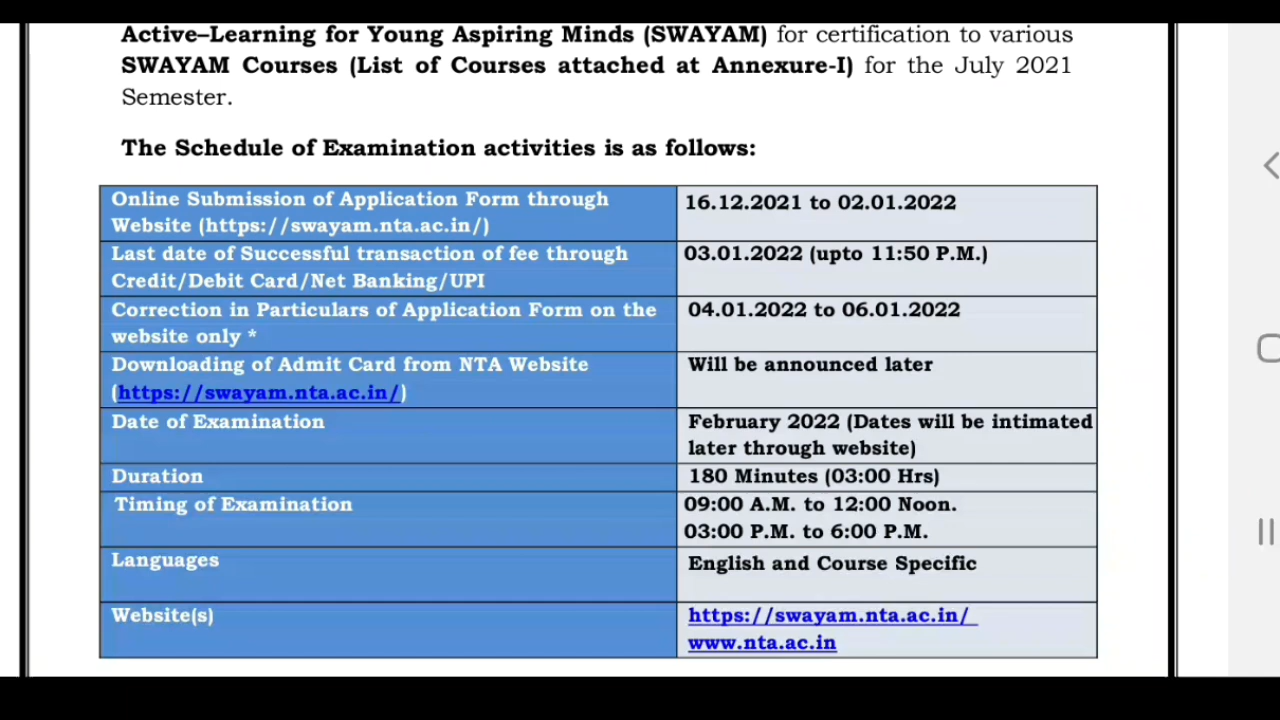 Active–Learning for Young Aspiring Minds (SWAYAM) for certification to various
SWAYAM Courses (List of Courses attached at Annexure-I) for the July 2021
Semester.
The Schedule of Examination activities is as follows:
Online Submission of Application Form through
Website (https://swayam.nta.ac.in/)
16.12.2021 to 02.01.2022
Last date of Successful transaction of fee through
Credit/Debit Card/Net Banking/UPI
03.01.2022 (upto 11:50 P.M.)
Correction in Particulars of Application Form on the
website only *
04.01.2022 to 06.01.2022
Downloading of Admit Card from NTA Website
(https://swayam.nta.ac.in/)
Will be announced later
Date of Examination
February 2022 (Dates will be intimated
later through website)
Duration
180 Minutes (03:00 Hrs)
Timing of Examination
09:00 A.M. to 12:00 Noon.
03:00 P.M. to 6:00 P.M.
Languages
English and Course Specific
Website(s)
https://swayam.nta.ac.in/
www.nta.ac.in